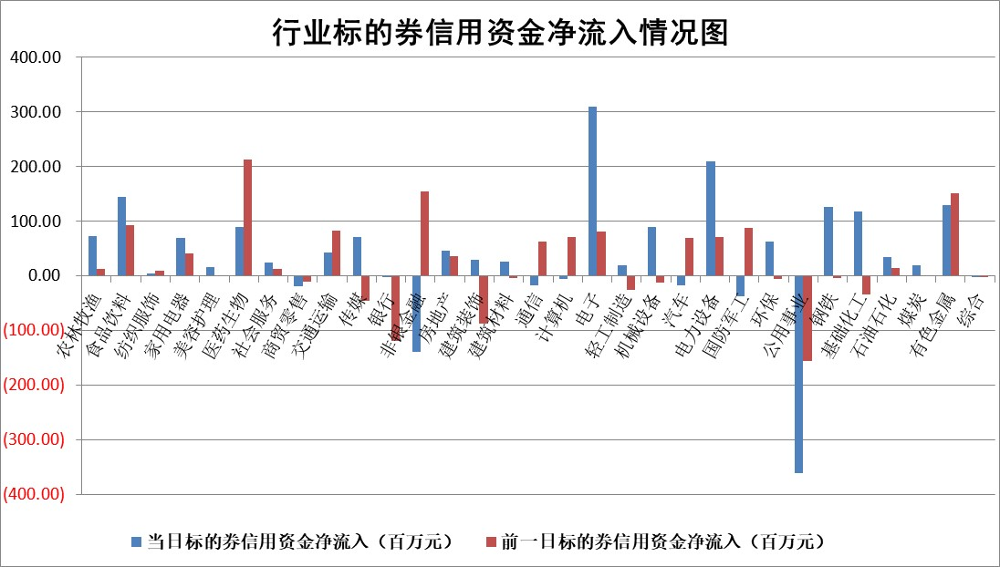 行业标的券信用资金净流入情况图
400.00
300.00
200.00
100.00
0.00
(100.00)
(200.00)
(300.00)
(400.00)
农林牧渔
食品饮料
纺织服饰
家用电器
美容护理
医药生物
社会服务
商贸零售
交通运输
传媒
银行
非银金融
房地产
建筑装饰
建筑材料
通信
计算机
电子
轻工制造
机械设备
汽车
电力设备
国防军工
环保
公用事业
钢铁
基础化工
石油石化
煤炭
有色金属
综合
当日标的券信用资金净流入（百万元）
前一日标的券信用资金净流入（百万元）